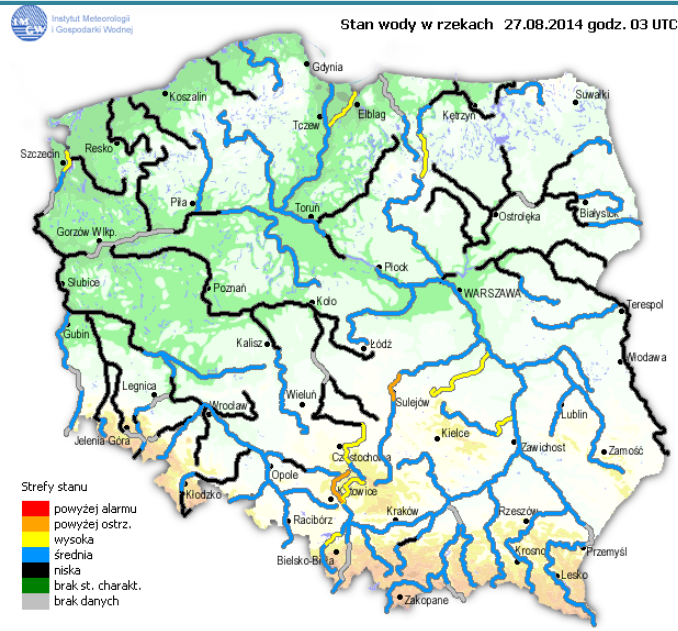 IMGW
Instytut Meteorologii
i Gospodarki Wodnej
Stan wody w rzekach 27.08.2014 godz. 03 UTC
Gdynia
Koszalin
Suwałki
Elbląg
Kętrzyn
Tczew
Resko
Szczecin
Piła
Toruń
Ostrołęka
Białystok
Gorzów Wlkp.
Płock
Słubice
Poznań
WARSZAWA
Koło
Terespol
Gubin
Kalisz
Łódź
Włodawa
Legnica
Wieluń
Sulejów
Wrocław
Lublin
Jelenia Góra
Kielce
Zawichost
Zamość
Częstochowa
Opole
Strefy stanu
Kłodzko
Katowice
powyżej alarmu
Kraków
Rzeszów
powyżej ostrz.
Racibórz
wysoka
Krosno
Przemyśl
średnia
Bielsko-Biała
niska
Lesko
brak st. charakt.
brak danych
Zakopane